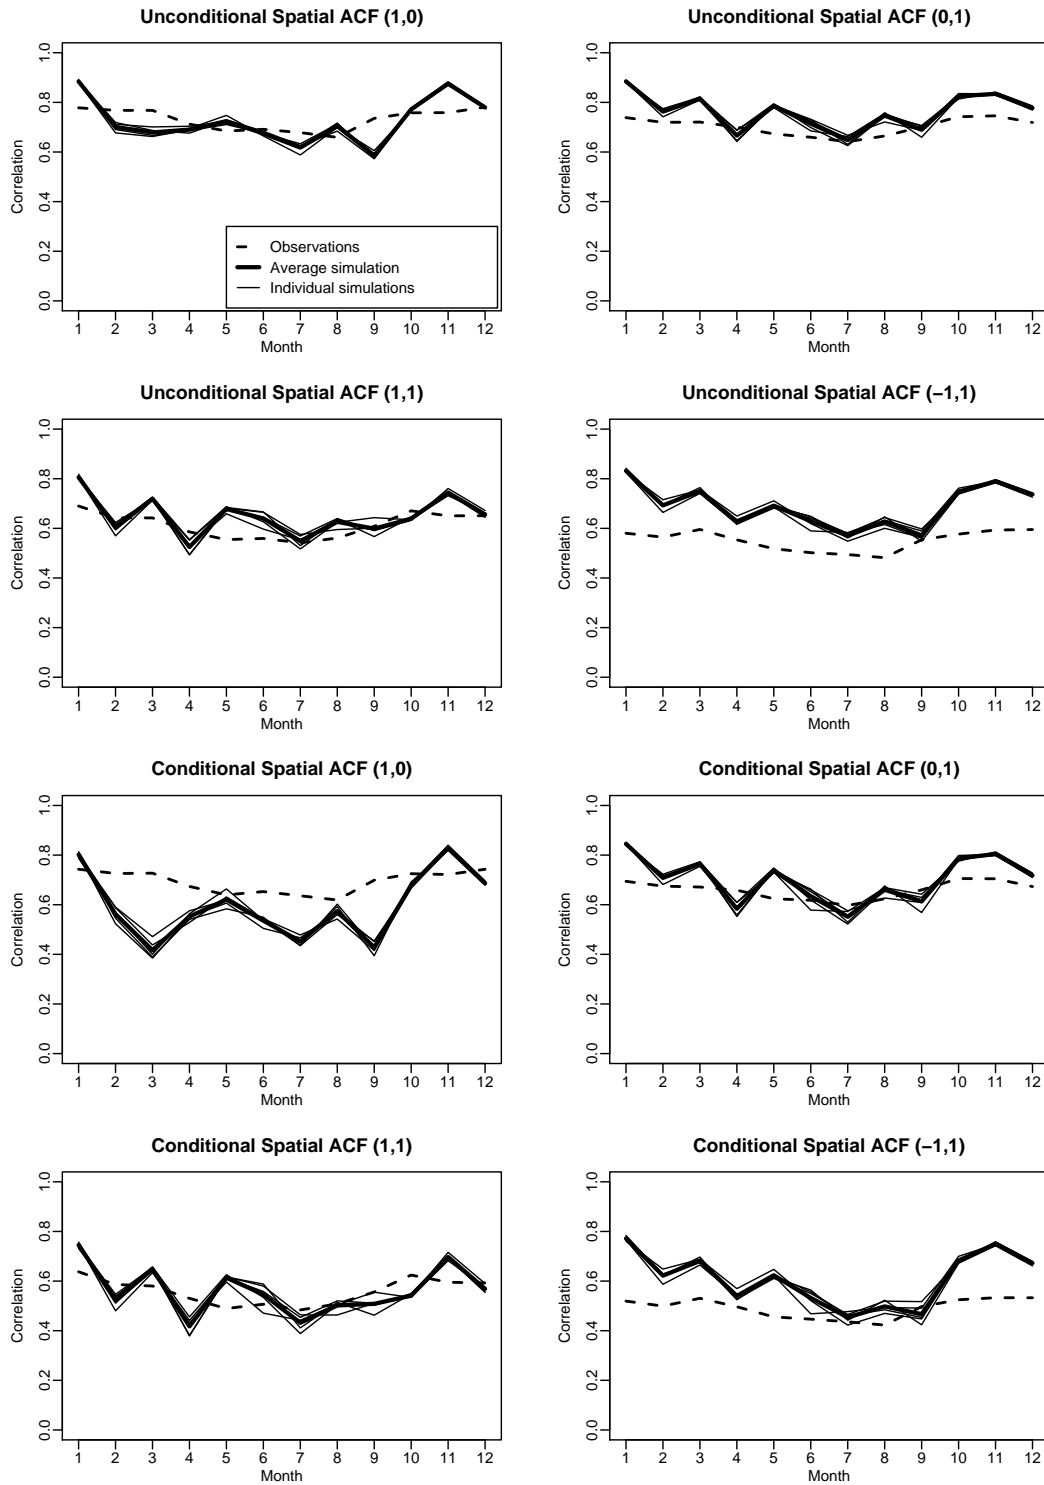 Unconditional Spatial ACF (1,0)
Correlation
0.0 0.2 0.4 0.6 0.8 1.0
Observations
Average simulation
Individual simulations
1 2 3 4 5 6 7 8 9 10 11 12
Month
Unconditional Spatial ACF (0,1)
Correlation
0.0 0.2 0.4 0.6 0.8 1.0
1 2 3 4 5 6 7 8 9 10 11 12
Month
Unconditional Spatial ACF (1,1)
Correlation
0.0 0.2 0.4 0.6 0.8 1.0
1 2 3 4 5 6 7 8 9 10 11 12
Month
Unconditional Spatial ACF (−1,1)
Correlation
0.0 0.2 0.4 0.6 0.8 1.0
1 2 3 4 5 6 7 8 9 10 11 12
Month
Conditional Spatial ACF (1,0)
Correlation
0.0 0.2 0.4 0.6 0.8 1.0
1 2 3 4 5 6 7 8 9 10 11 12
Month
Conditional Spatial ACF (0,1)
Correlation
0.0 0.2 0.4 0.6 0.8 1.0
1 2 3 4 5 6 7 8 9 10 11 12
Month
Conditional Spatial ACF (1,1)
Correlation
0.0 0.2 0.4 0.6 0.8 1.0
1 2 3 4 5 6 7 8 9 10 11 12
Month
Conditional Spatial ACF (−1,1)
Correlation
0.0 0.2 0.4 0.6 0.8 1.0
1 2 3 4 5 6 7 8 9 10 11 12
Month